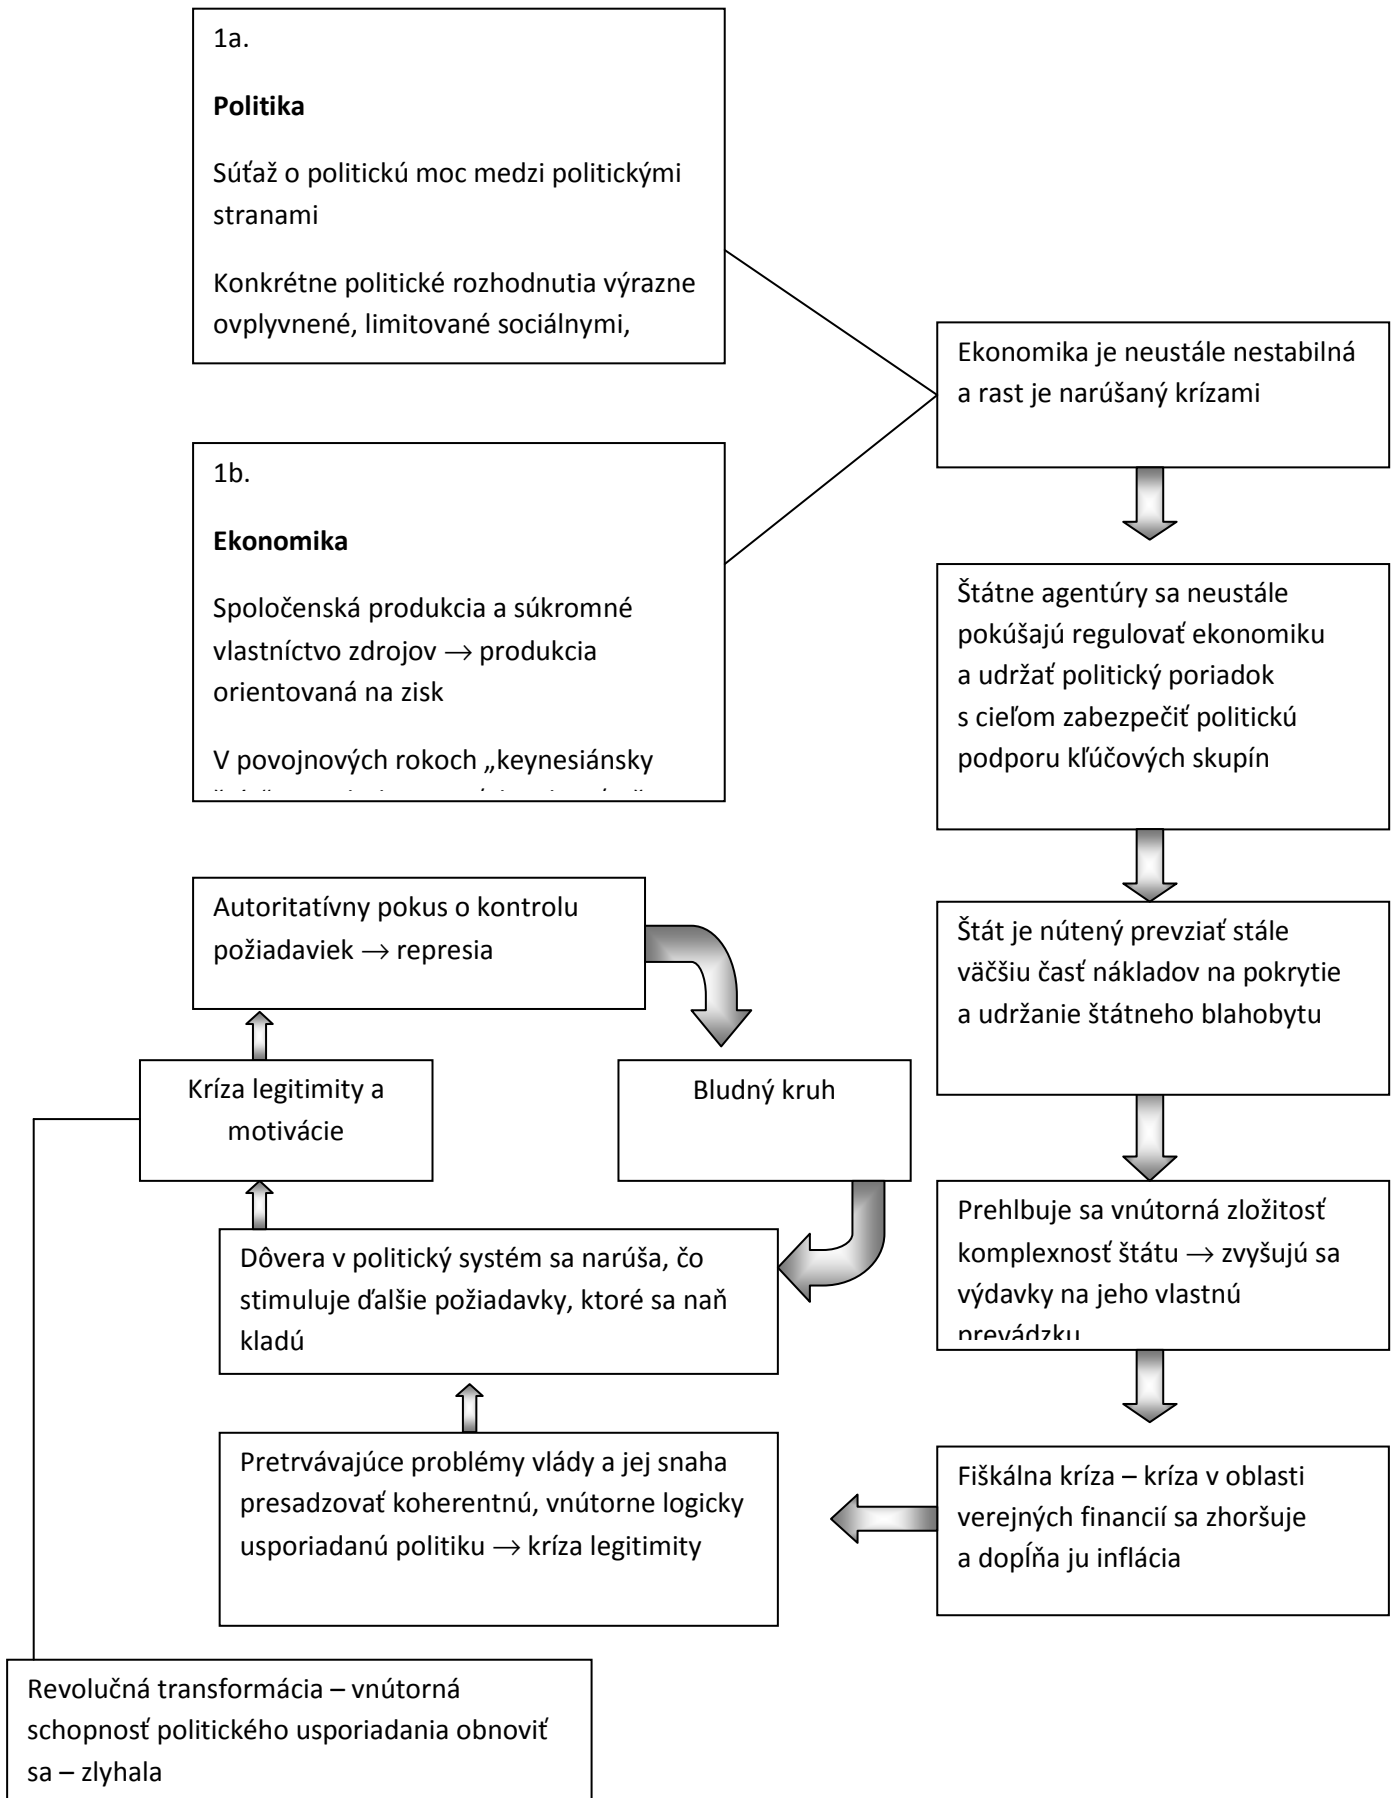 1a.
Politika
Súťaž o politickú moc medzi politickými
stranami
Konkrétne politické rozhodnutia výrazne
ovplyvnené, limitované sociálnymi,
1b.
Ekonomika
Spoločenská produkcia a súkromné
vlastníctvo zdrojov → produkcia
orientovaná na zisk
V povojnových rokoch „keynesiánsky
Ekonomika je neustále nestabilná
a rast je narúšaný krízami
Štátne agentúry sa neustále
pokúšajú regulovať ekonomiku
a udržať politický poriadok
s cieľom zabezpečiť politickú
podporu kľúčových skupín
Štát je nútený prevziať stále
väčšiu časť nákladov na pokrytie
a udržanie štátneho blahobytu
Prehlbuje sa vnútorná zložitosť
komplexnosť štátu → zvyšujú sa
výdavky na jeho vlastnú
prevádzku
Fiškálna kríza – kríza v oblasti
verejných financií sa zhoršuje
a dopĺňa ju inflácia
Pretrvávajúce problémy vlády a jej snaha
presadzovať koherentnú, vnútorne logicky
usporiadanú politiku → kríza legitimity
Dôvera v politický systém sa narúša, čo
stimuluje ďalšie požiadavky, ktoré sa naň
kladú
Kríza legitimity a
motivácie
Autoritatívny pokus o kontrolu
požiadaviek → represia
Bludný kruh
Revolučná transformácia – vnútorná
schopnosť politického usporiadania obnoviť
sa – zlyhala